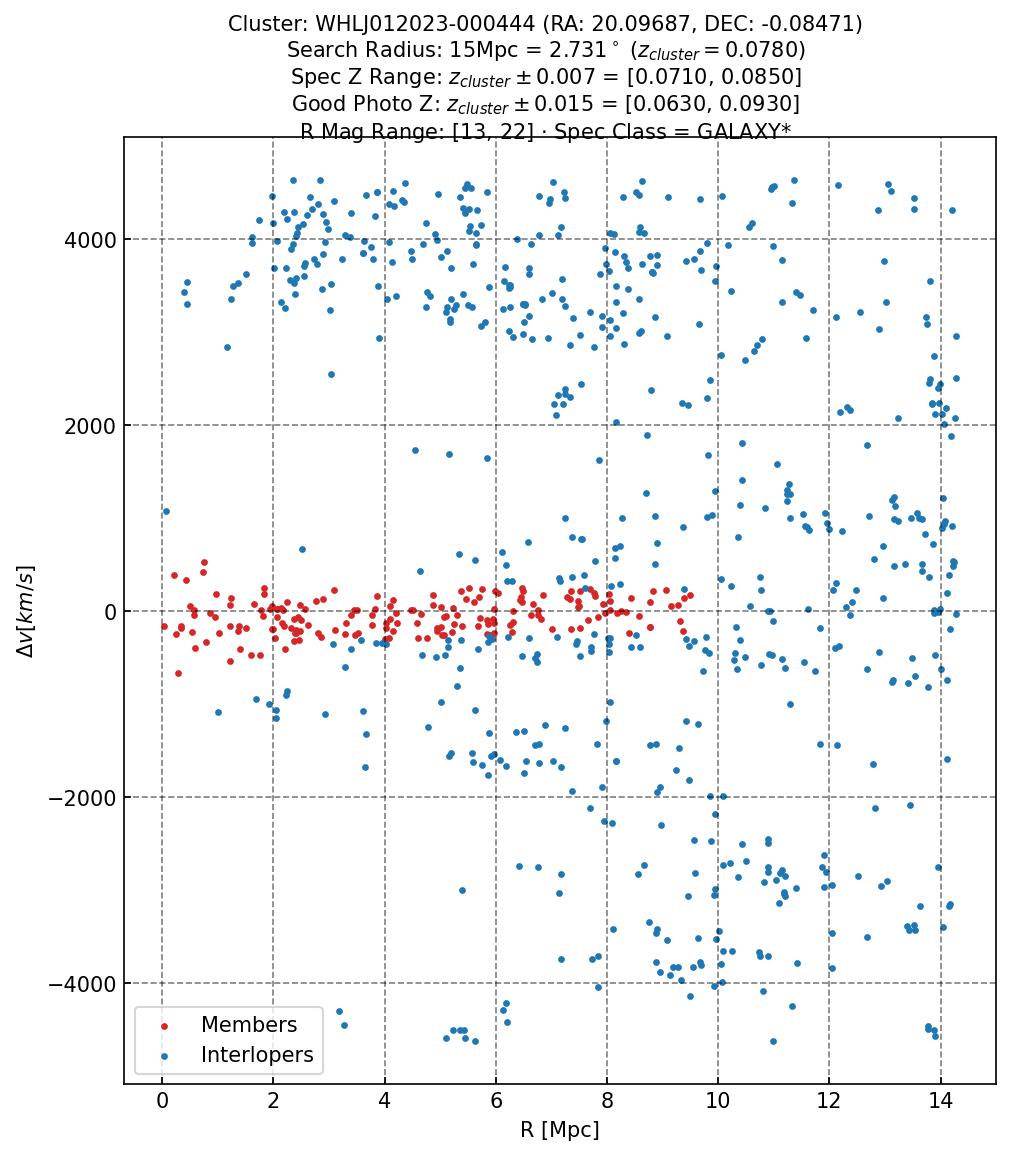 Cluster: WHLJ012023-000444 (RA: 20.09687, DEC: -0.08471)
Search Radius: 15Mpc = 2.731° (z_cluster = 0.0780)
Spec Z Range: z_cluster ± 0.007 = [0.0710, 0.0850]
Good Photo Z: z_cluster ± 0.015 = [0.0630, 0.0930]
R Mag Range: [13, 22] · Spec Class = GALAXY*
4000
2000
0
−2000
−4000
Δv[km/s]
Members
Interlopers
0 2 4 6 8 10 12 14
R [Mpc]